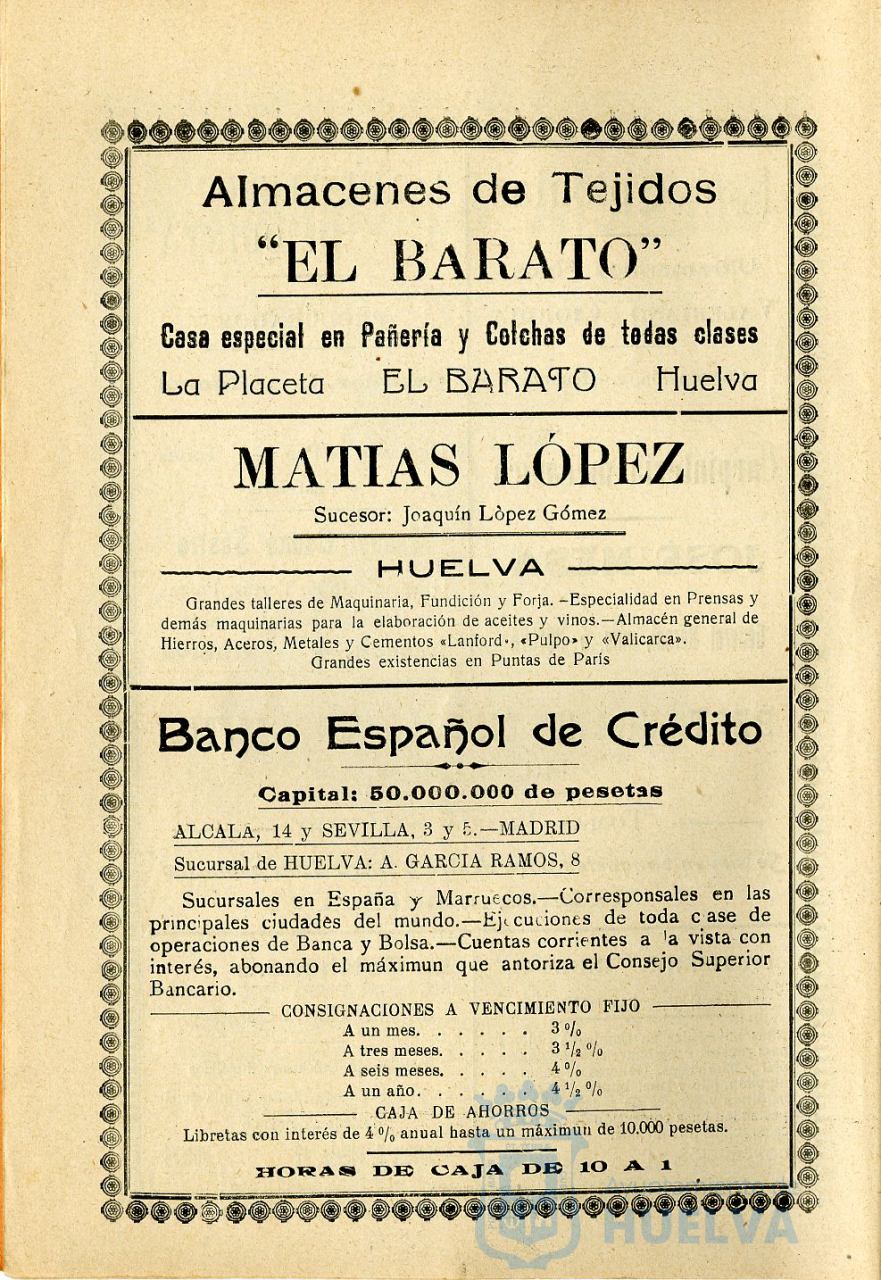 Almacenes de Tejidos
"EL BARATO"
Casa especial en Pañería y Colchas de todas clases
La Placeta EL BARATO Huelva
MATIAS LÓPEZ
Sucesor: Joaquín Lòpez Gómez
HUELVA
Grandes talleres de Maquinaria, Fundición y Forja. –Especialidad en Prensas y
demás maquinarias para la elaboración de aceites y vinos.—Almacén general de
Hierros, Aceros, Metales y Cementos «Lanford», «Pulpo» y «Valicarca».
Grandes existencias en Puntas de París
Banco Español de Crédito
Capital: 50.000.000 de pesetas
ALCALÁ, 14 y SEVILLA, 3 y 5.—MADRID
Sucursal de HUELVA: A. GARCIA RAMOS, 8
Sucursales en España y Marruecos.—Corresponsales en las
principales ciudades del mundo.—Ejecuciones de toda c ase de
operaciones de Banca y Bolsa.—Cuentas corrientes a la vista con
interés, abonando el máximun que antoriza el Consejo Superior
Bancario.
CONSIGNACIONES A VENCIMIENTO FIJO
A un mes. . . . . . . 3 %
A tres meses. . . . . 3 1/2 %
A seis meses. . . . . 4 %
A un año. . . . . . . 4 1/2 %
CAJA DE AHORROS
Libretas con interés de 4 % anual hasta un máximun de 10.000 pesetas.
HORAS DE CAJA DE 10 A 1
HUELVA